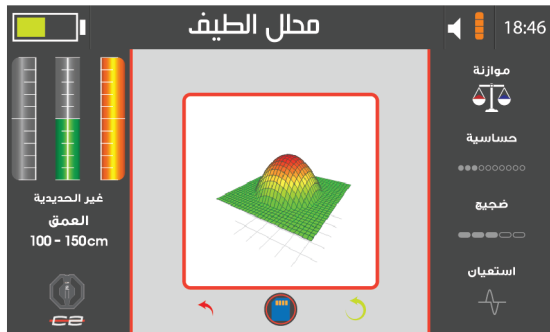 محلل الطيف
18:46
موازنة
حساسية
ضجيج
استعيان
غير الحديدية
العمق
100 - 150cm
C2